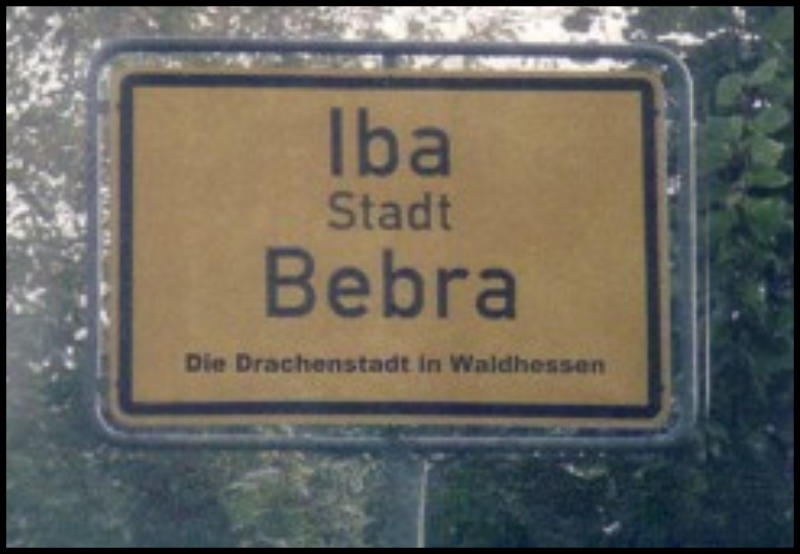 Iba
Stadt
Bebra
Die Drachenstadt in Waldhessen